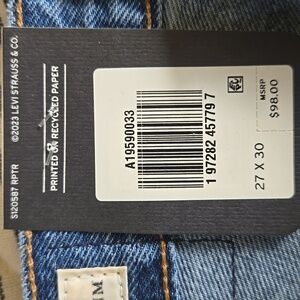 ©2023 LEVI STRAUSS & CO.
PRINTED ON RECYCLED PAPER
S120587 RPTR
A19590033
1 97282 45779 7
MSRP
$98.00
27 X 30